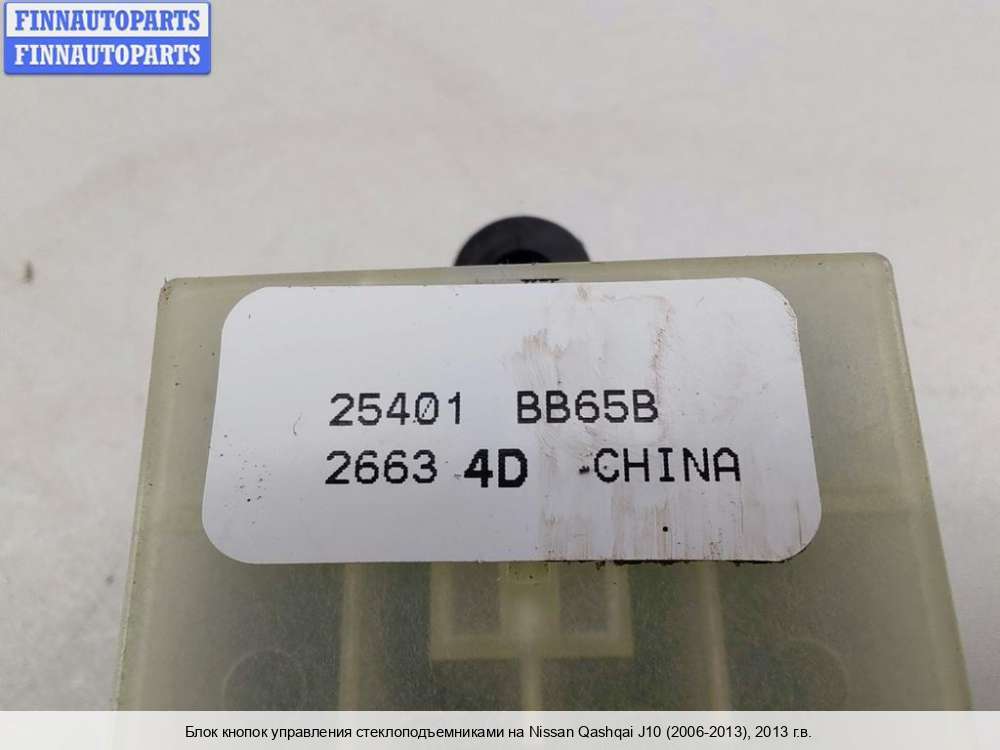 FINNAUTOPARTS
FINNAUTOPARTS
25401 BB65B
2663 4D CHINA
Блок кнопок управления стеклоподъемниками на Nissan Qashqai J10 (2006-2013), 2013 г.в.